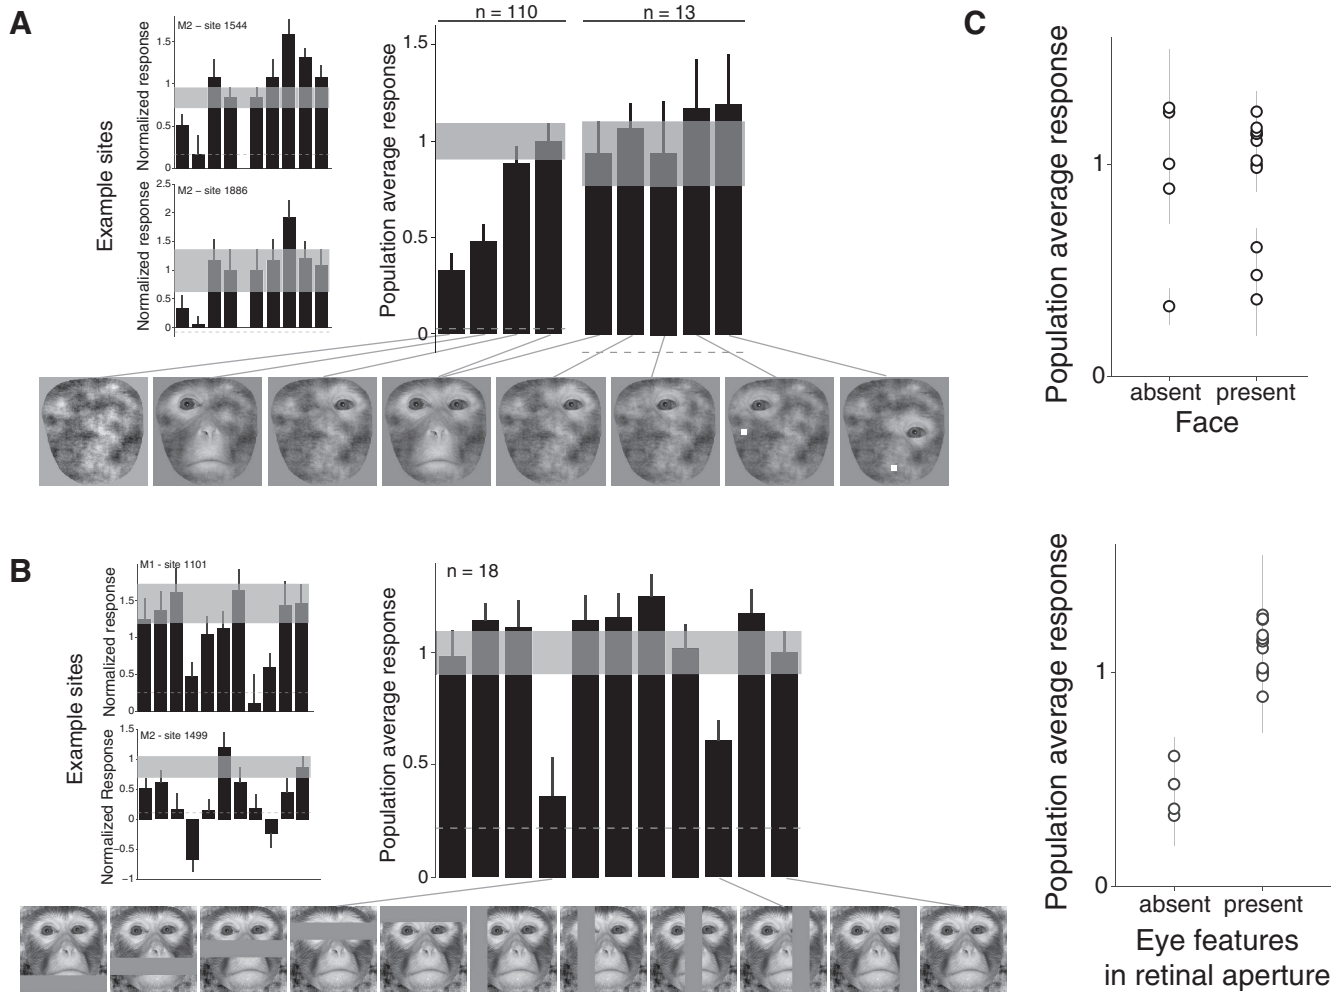 A
Example sites
Normalized response
M2 – site 1544
1.5
1
0.5
0
Normalized response
M2 – site 1886
2.5
2
1.5
1
0.5
0
Population average response
n = 110
n = 13
1.5
1
0.5
0
B
Example sites
Normalized response
M1 - site 1101
1.5
1
0.5
0
Normalized Response
M2 - site 1499
1.5
1
0.5
0
−0.5
−1
Population average response
n = 18
1
0.5
0
C
Population average response
1
0
absent present
Face
Population average response
1
0
absent present
Eye features
in retinal aperture